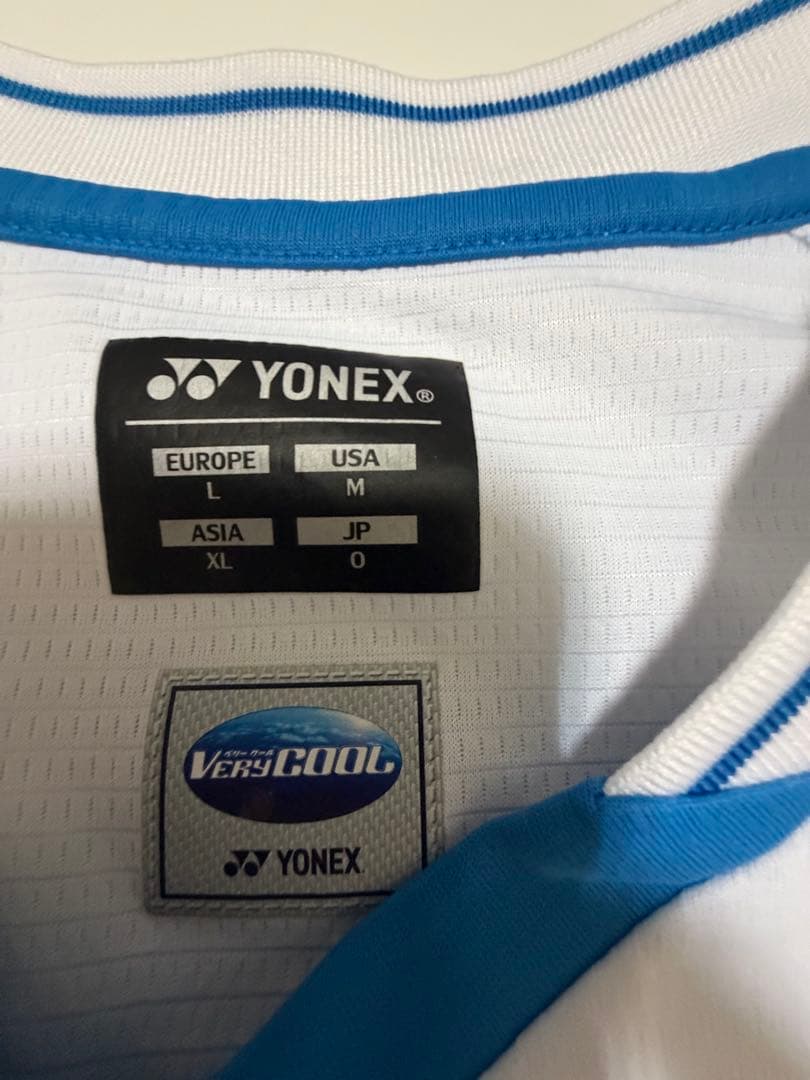 YONEX®
EUROPE USA
L M
ASIA JP
XL O
ベリー クール
VERYCOOL
YONEX